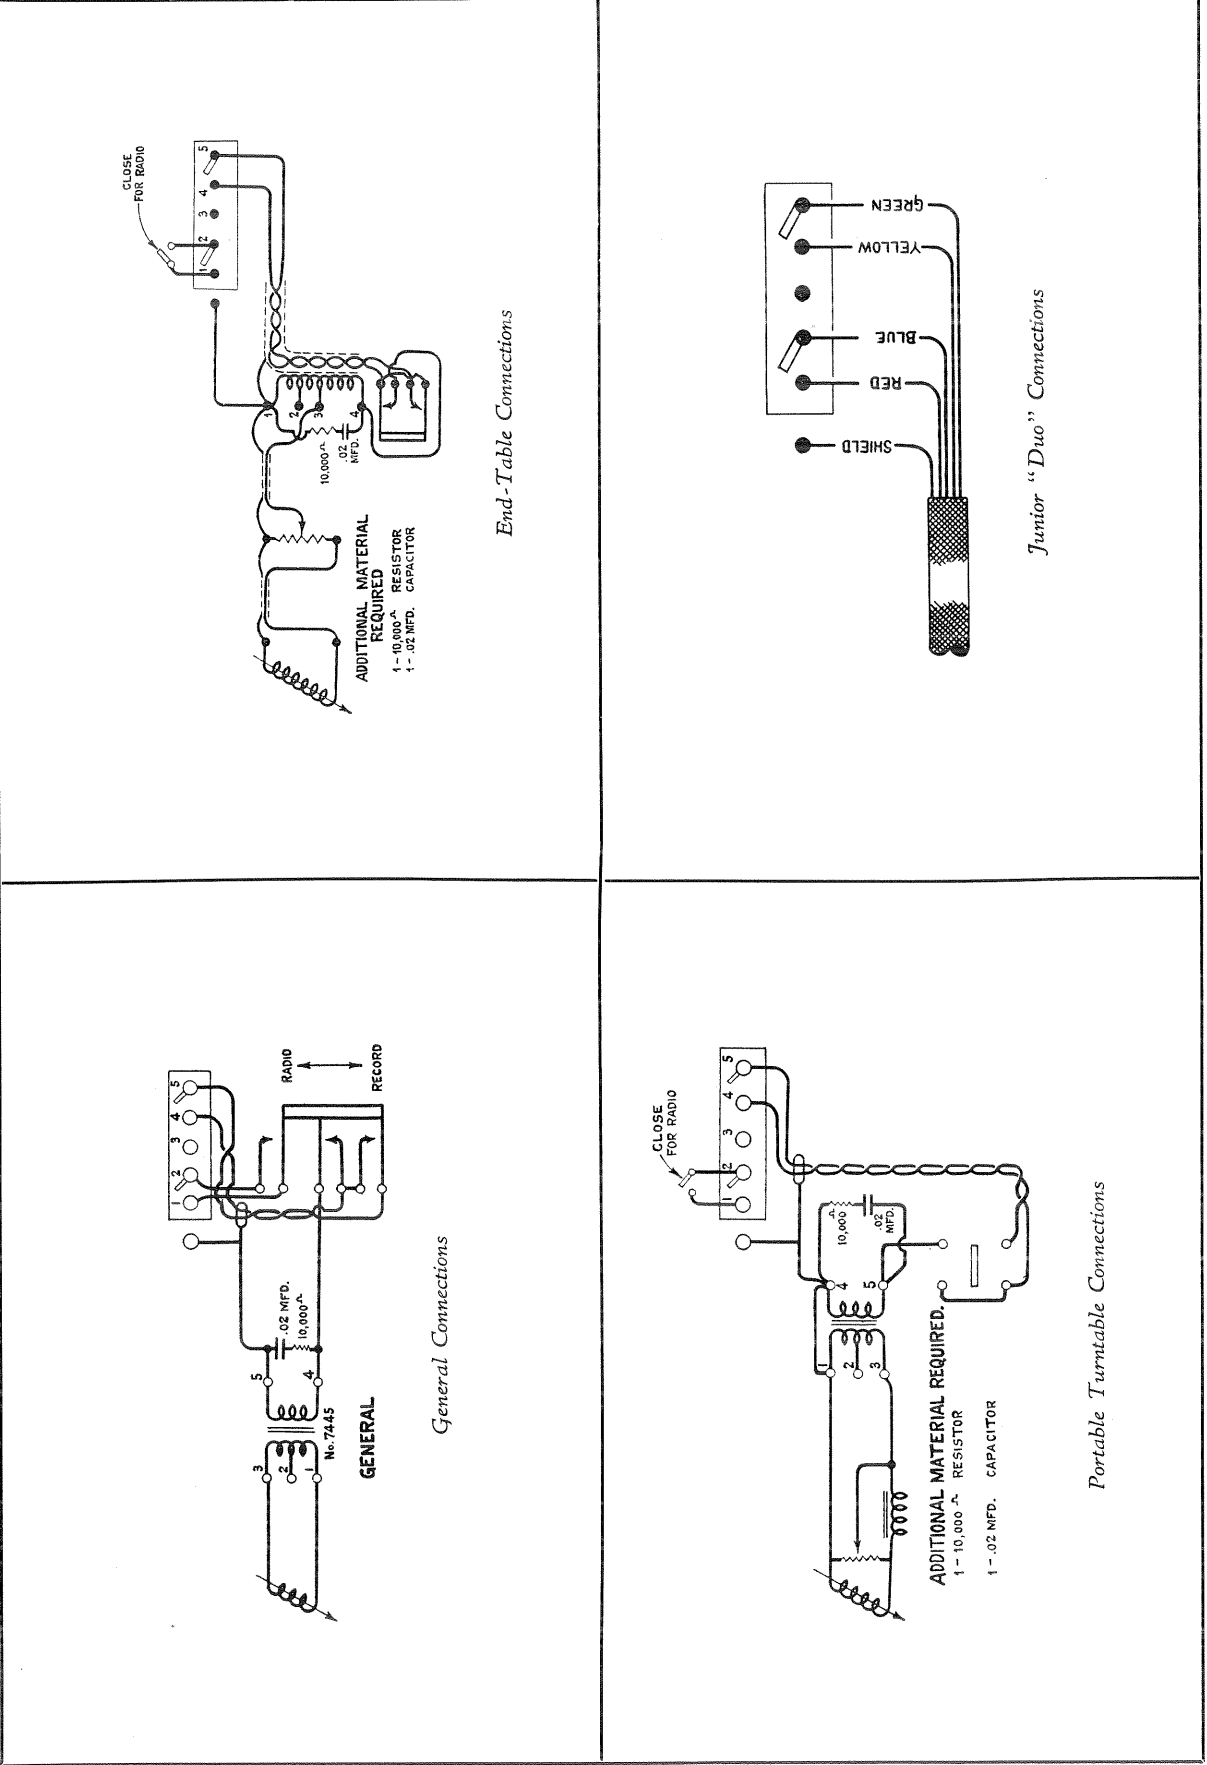 CLOSE
FOR RADIO
1 2 3 4 5
1
2
3
4
10,000Ω
.02
MFD.
ADDITIONAL MATERIAL
REQUIRED
1 - 10,000Ω RESISTOR
1 - .02 MFD. CAPACITOR
End-Table Connections
SHIELD
RED
BLUE
YELLOW
GREEN
Junior "Duo" Connections
1 2 3 4 5
RADIO
RECORD
.02 MFD.
10,000Ω
5
4
3
2
1
No. 7445
GENERAL
General Connections
CLOSE
FOR RADIO
1 2 3 4 5
Ω
10,000
.02
MFD.
4
5
1
2
3
ADDITIONAL MATERIAL REQUIRED.
1 - 10,000 Ω RESISTOR
1 - .02 MFD. CAPACITOR
Portable Turntable Connections